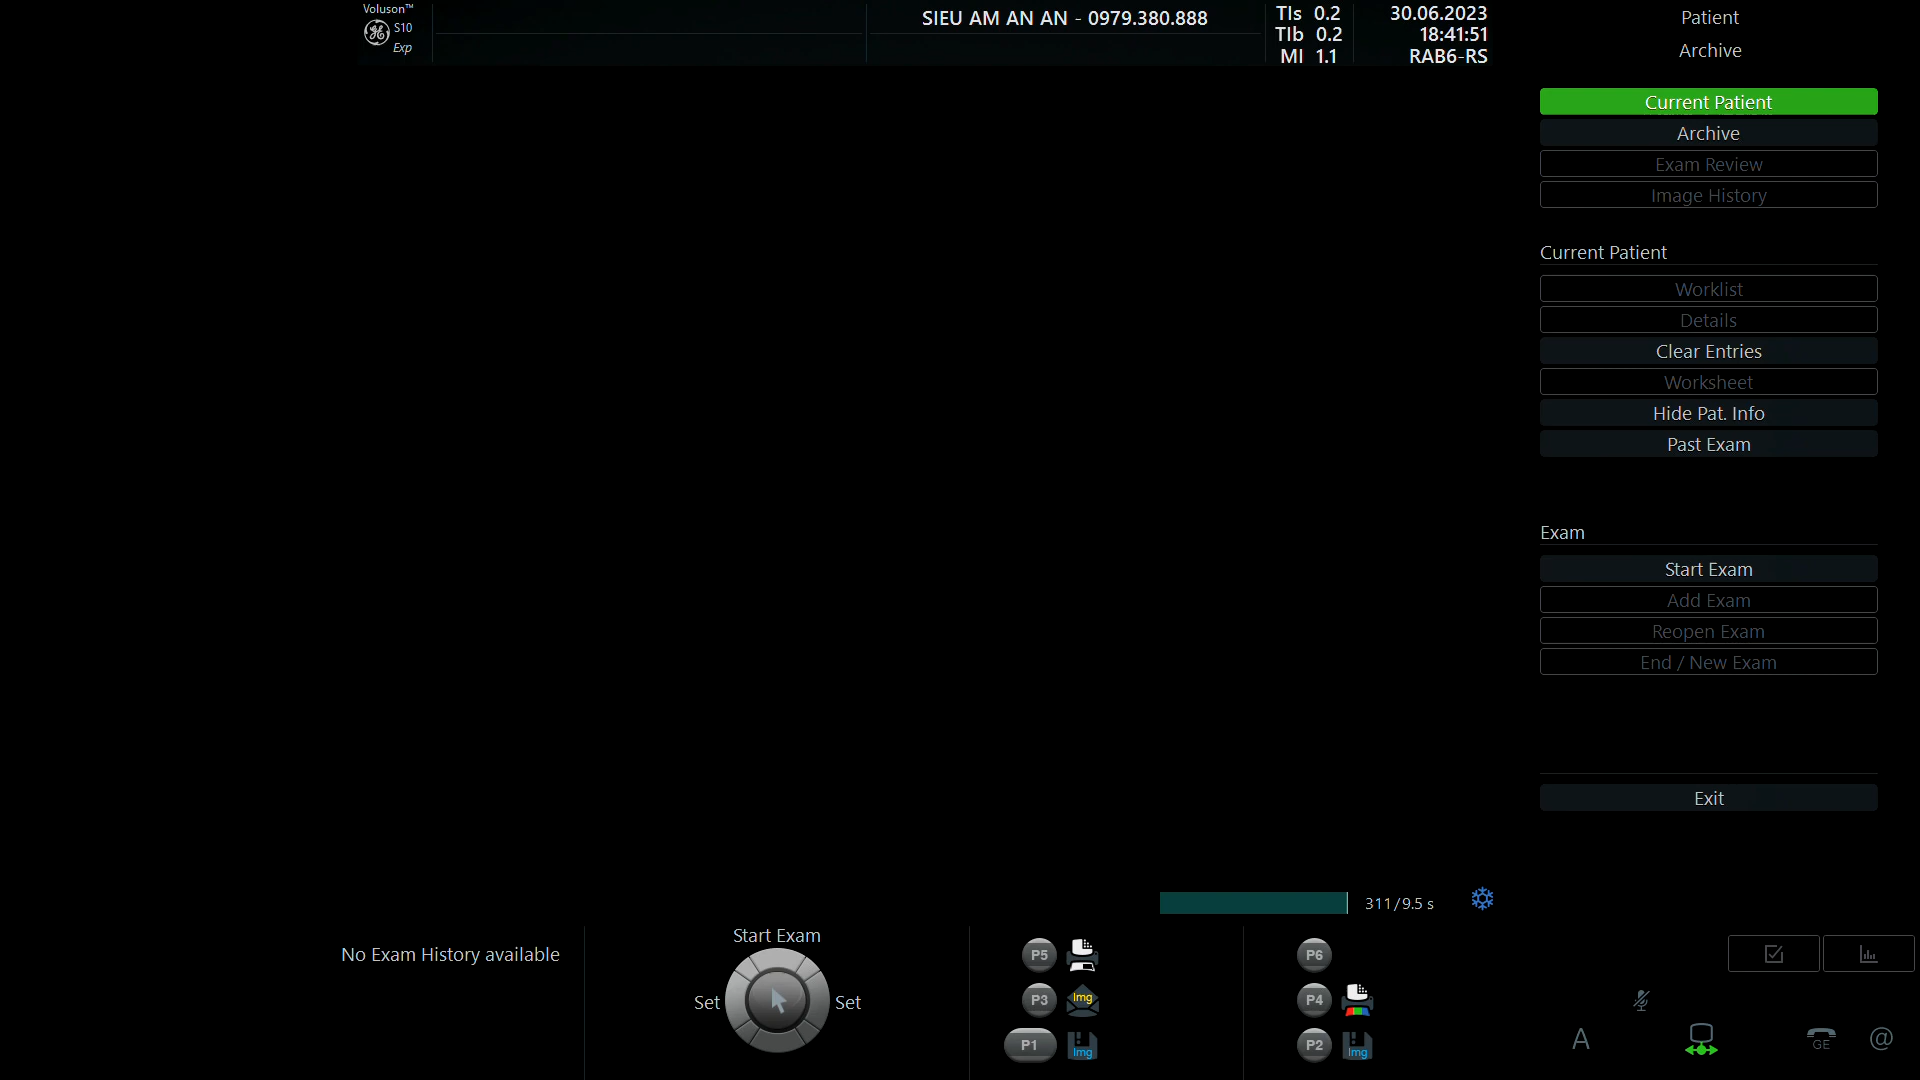 Voluson™
S10
Exp
SIEU AM AN AN - 0979.380.888
TIs 0.2
TIb 0.2
MI 1.1
30.06.2023
18:41:51
RAB6-RS
Patient
Archive
Current Patient
Archive
Exam Review
Image History
Current Patient
Worklist
Details
Clear Entries
Worksheet
Hide Pat. Info
Past Exam
Exam
Start Exam
Add Exam
Reopen Exam
End / New Exam
Exit
311/9.5 s
No Exam History available
Start Exam
Set
Set
P5
P3 Img
P1 Img
P6
P4
P2 Img
A
GE
@